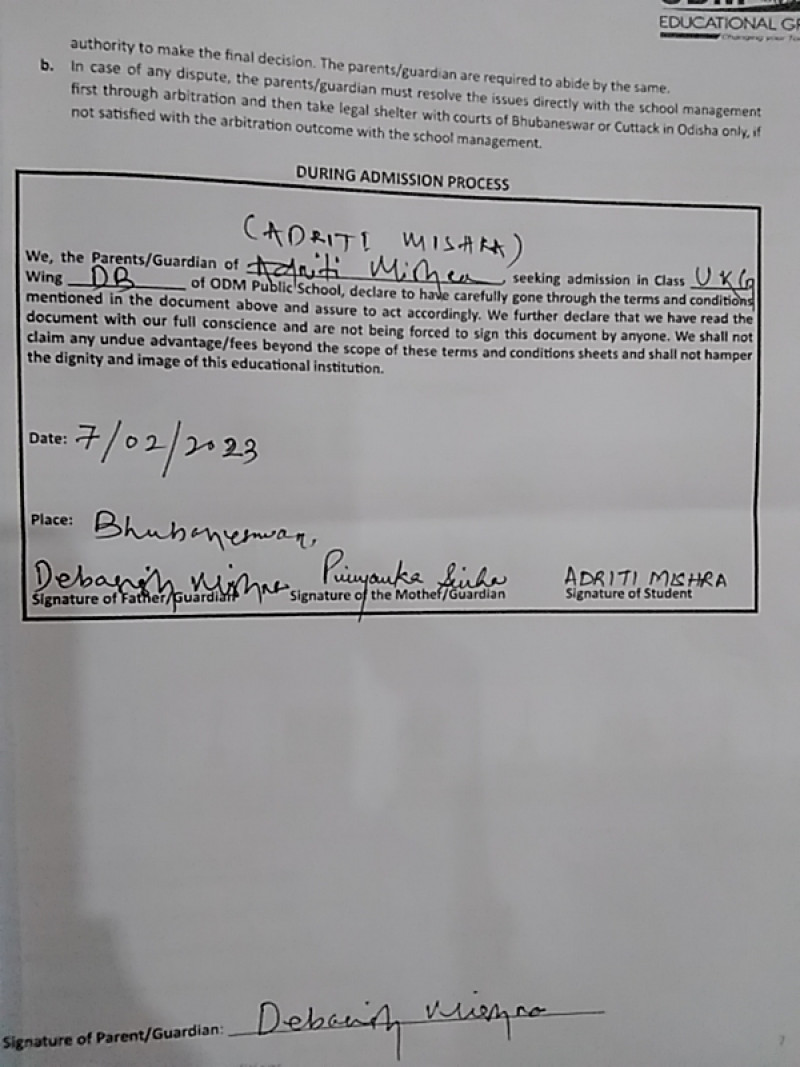 EDUCATIONAL GR
Changing your To
authority to make the final decision. The parents/guardian are required to abide by the same.
b. In case of any dispute, the parents/guardian must resolve the issues directly with the school management
first through arbitration and then take legal shelter with courts of Bhubaneswar or Cuttack in Odisha only, if
not satisfied with the arbitration outcome with the school management.
DURING ADMISSION PROCESS
(ADRITI MISHRA)
We, the Parents/Guardian of Adriti Mishra seeking admission in Class UKG
Wing DB of ODM Public School, declare to have carefully gone through the terms and conditions
mentioned in the document above and assure to act accordingly. We further declare that we have read the
document with our full conscience and are not being forced to sign this document by anyone. We shall not
claim any undue advantage/fees beyond the scope of these terms and conditions sheets and shall not hamper
the dignity and image of this educational institution.
Date: 7/02/2023
Place: Bhubaneswar,
Debasish Mishra Priyanka Sinha ADRITI MISHRA
Signature of Father/Guardian Signature of the Mother/Guardian Signature of Student
Signature of Parent/Guardian: Debasish Mishra
7